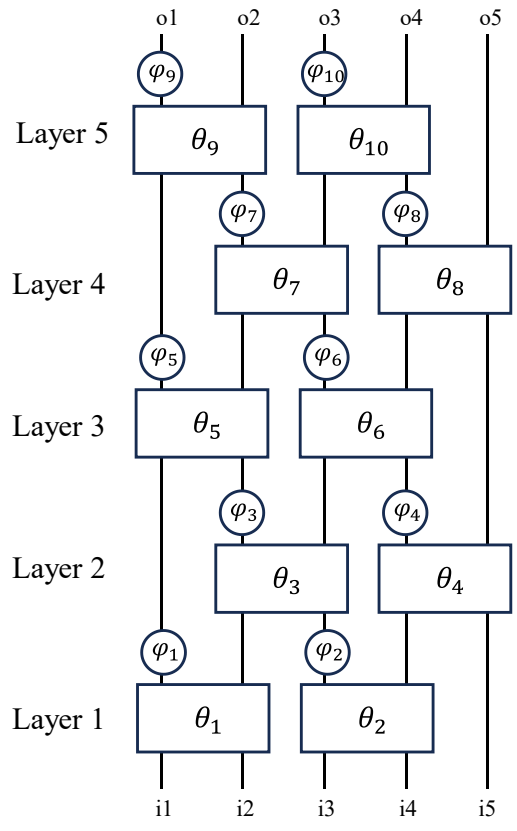 o1 o2 o3 o4 o5
φ9 φ10
Layer 5 θ9 θ10
φ7 φ8
Layer 4 θ7 θ8
φ5 φ6
Layer 3 θ5 θ6
φ3 φ4
Layer 2 θ3 θ4
φ1 φ2
Layer 1 θ1 θ2
i1 i2 i3 i4 i5